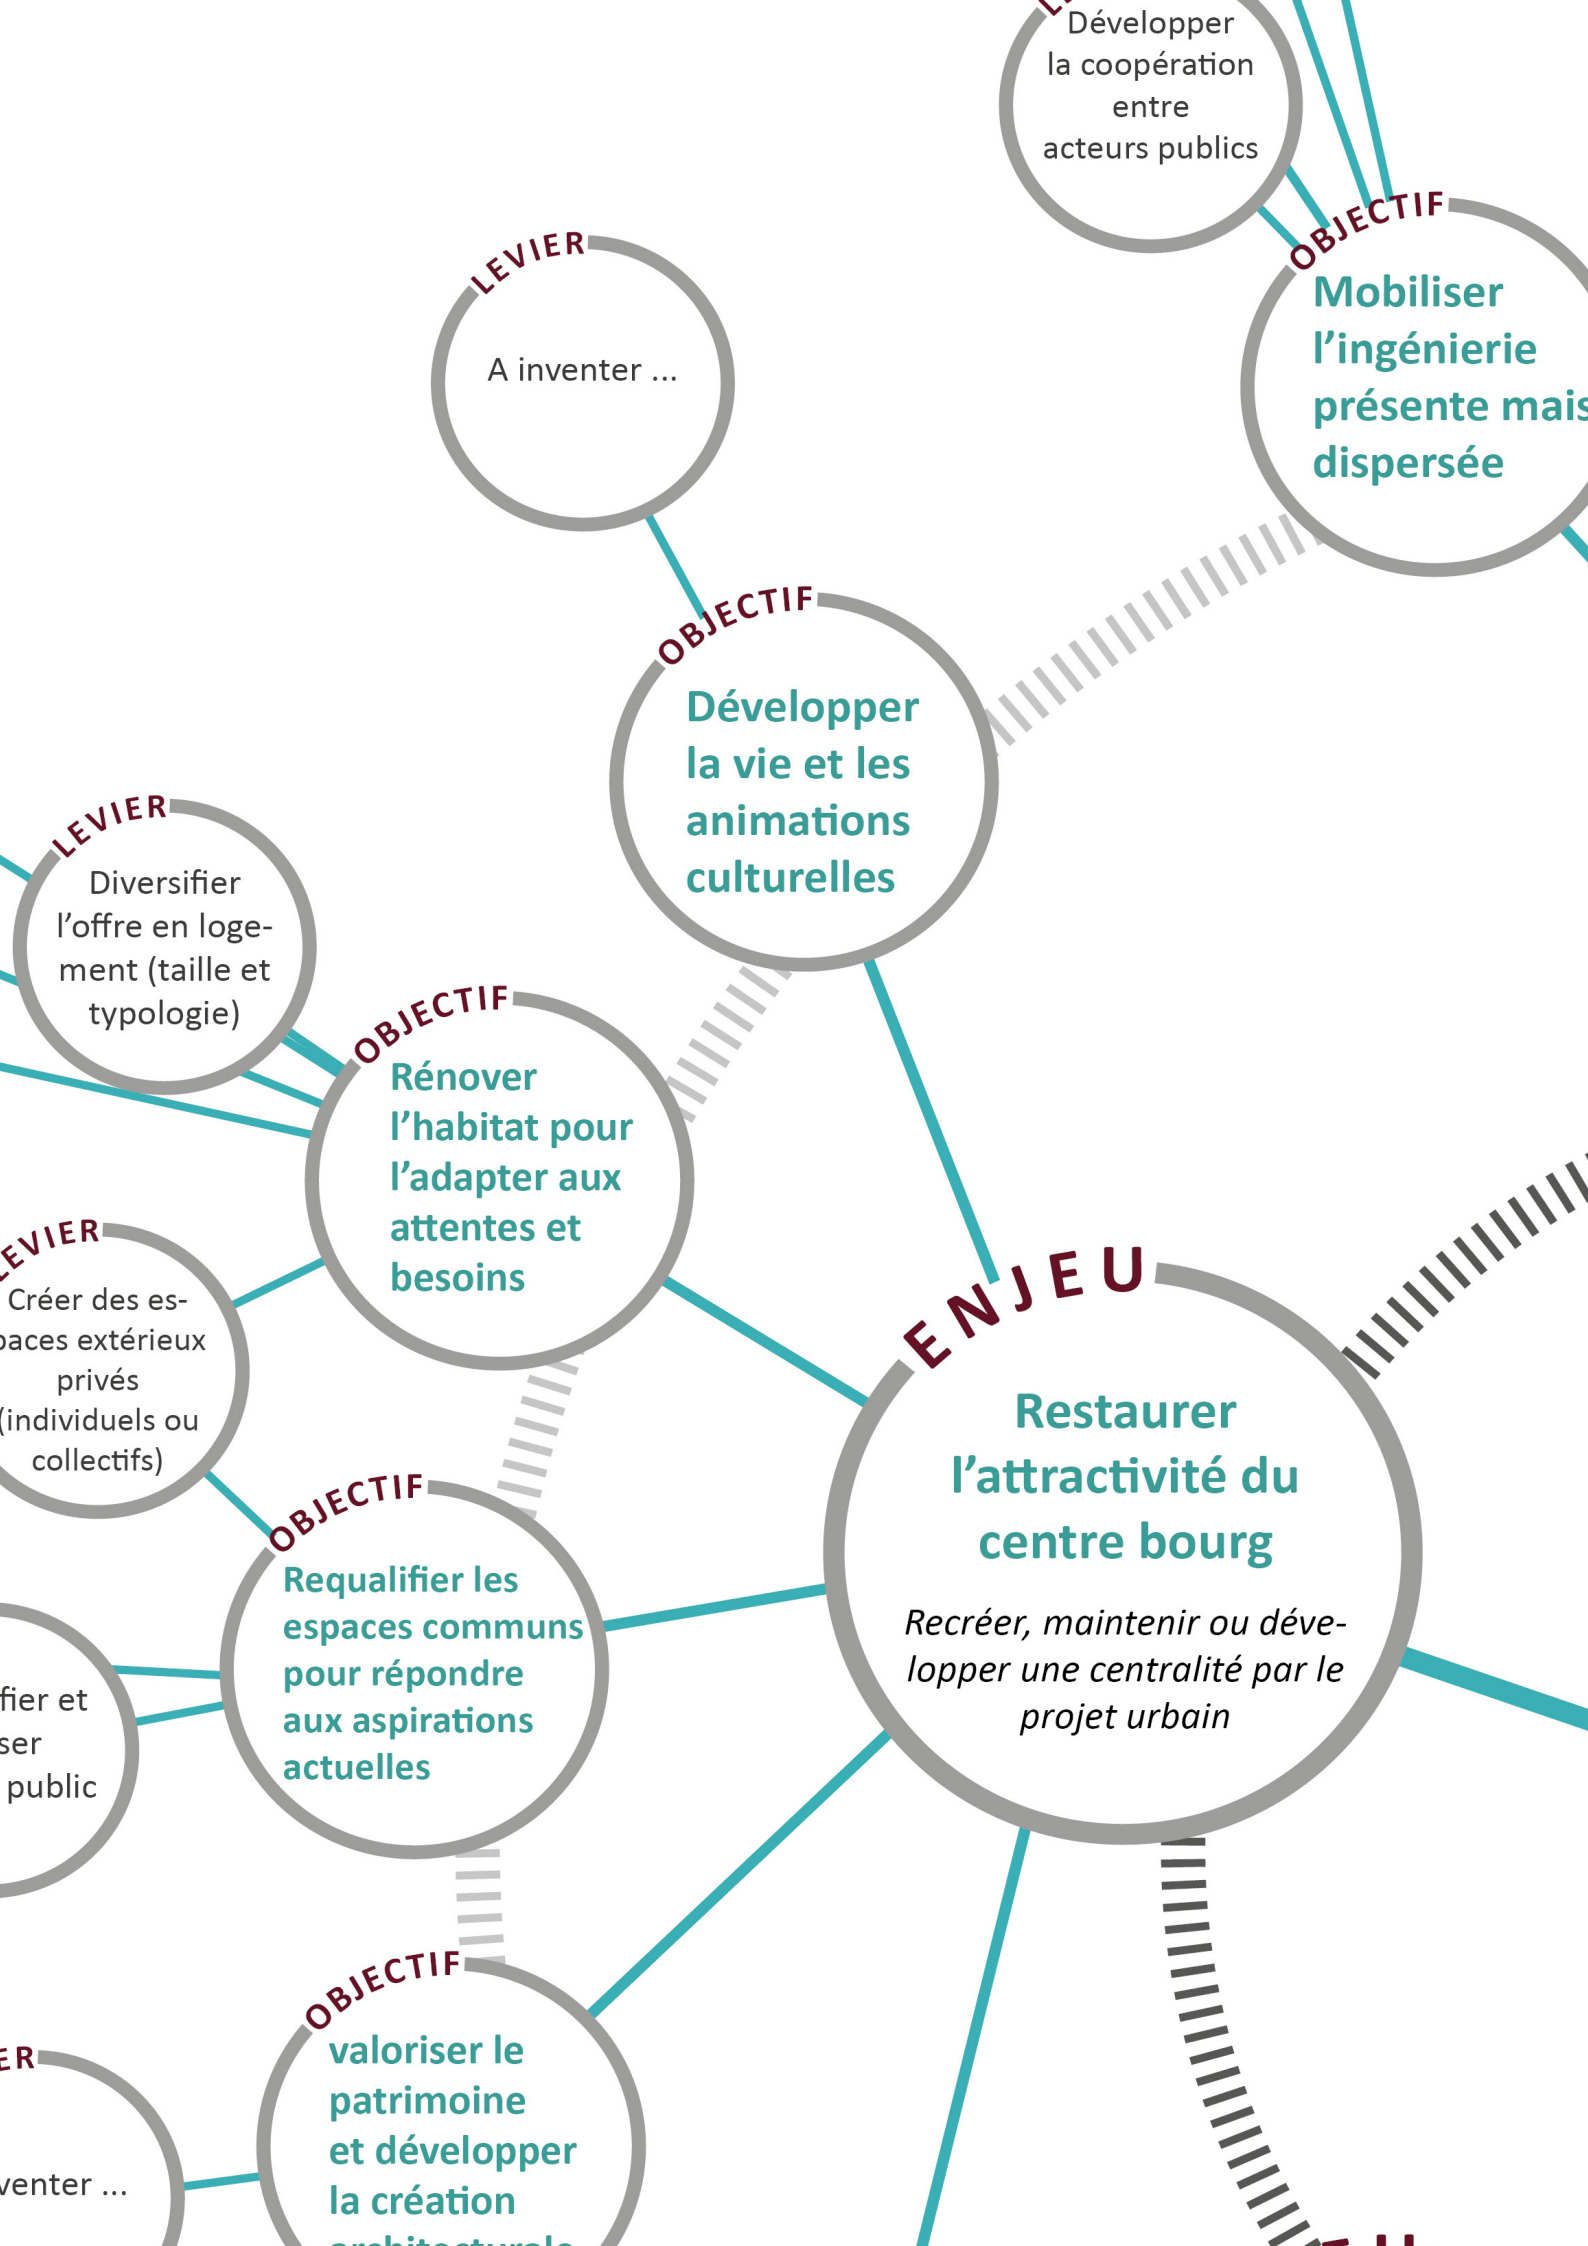 Développer
la coopération
entre
acteurs publics
OBJECTIF
Mobiliser
l'ingénierie
présente mais
dispersée
LEVIER
A inventer ...
OBJECTIF
Développer
la vie et les
animations
culturelles
LEVIER
Diversifier
l'offre en loge-
ment (taille et
typologie)
OBJECTIF
Rénover
l'habitat pour
l'adapter aux
attentes et
besoins
LEVIER
Créer des es-
paces extérieux
privés
(individuels ou
collectifs)
ENJEU
Restaurer
l'attractivité du
centre bourg
Recréer, maintenir ou déve-
lopper une centralité par le
projet urbain
OBJECTIF
Requalifier les
espaces communs
pour répondre
aux aspirations
actuelles
et
public
OBJECTIF
valoriser le
patrimoine
et développer
la création
architecturale
...